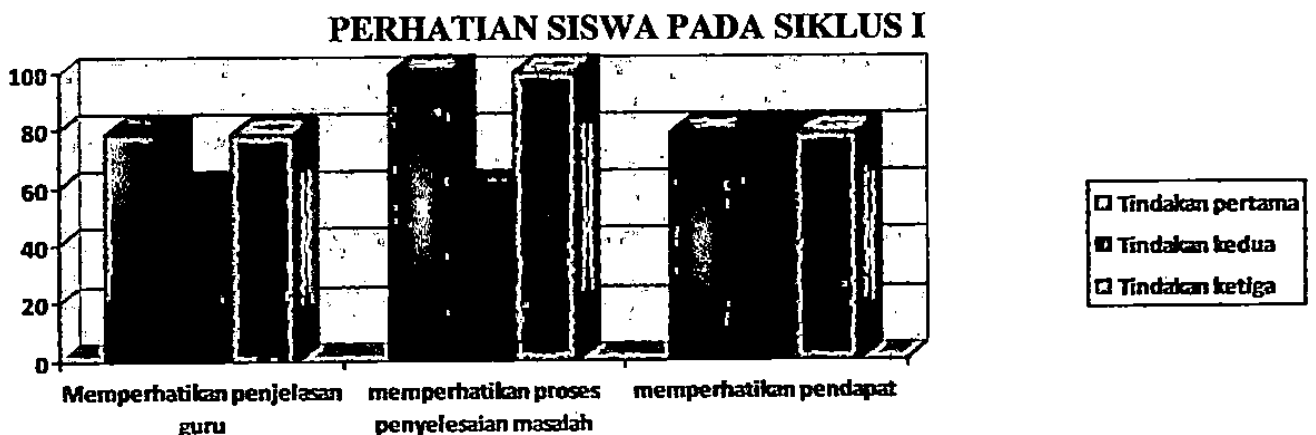 PERHATIAN SISWA PADA SIKLUS I
100
80
60
40
20
0
Memperhatikan penjelasan
guru
memperhatikan proses
penyelesaian masalah
memperhatikan pendapat
Tindakan pertama
Tindakan kedua
Tindakan ketiga